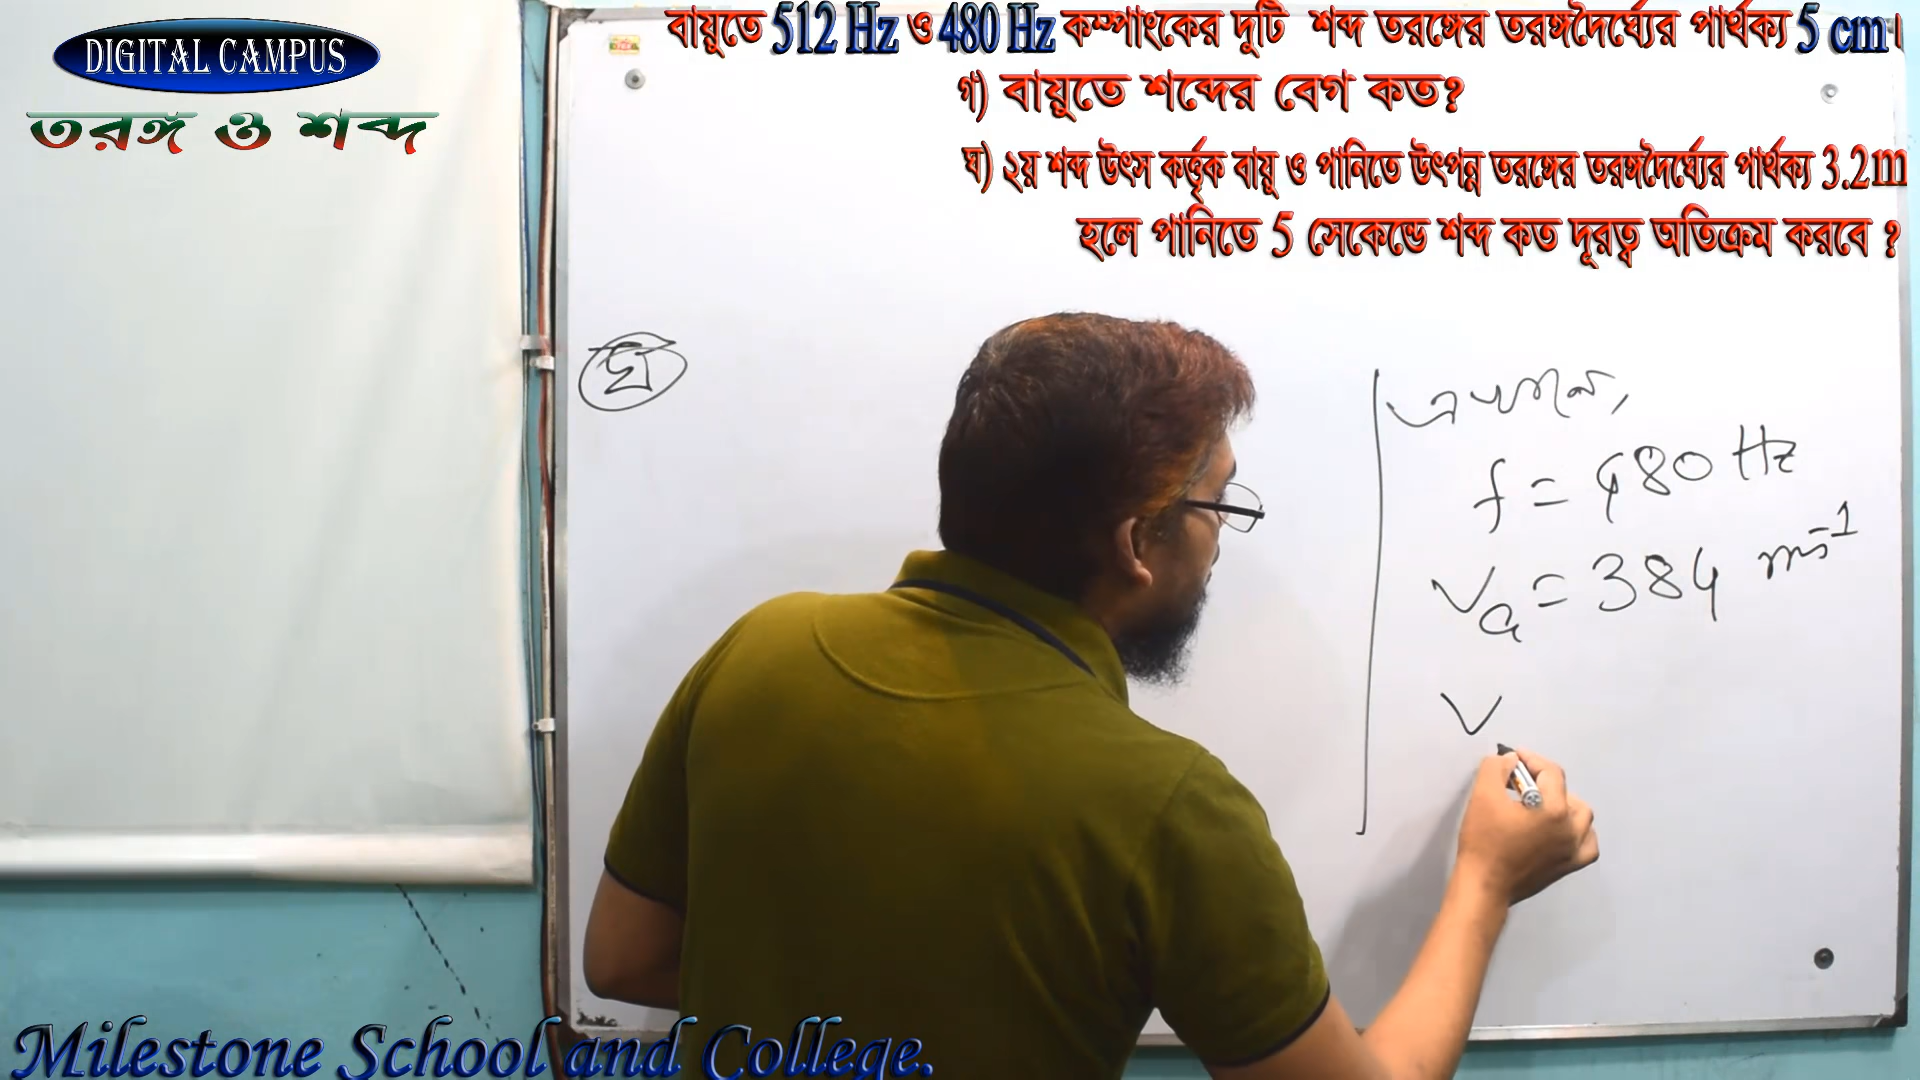 DIGITAL CAMPUS
তরঙ্গ ও শব্দ
বায়ুতে 512 Hz ও 480 Hz কম্পাংকের দুটি শব্দ তরঙ্গের তরঙ্গদৈর্ঘ্যের পার্থক্য 5 cm।
গ) বায়ুতে শব্দের বেগ কত?
ঘ) ২য় শব্দ উৎস কর্ত্তৃক বায়ু ও পানিতে উৎপন্ন তরঙ্গের তরঙ্গদৈর্ঘ্যের পার্থক্য 3.2m
হলে পানিতে 5 সেকেন্ডে শব্দ কত দূরত্ব অতিক্রম করবে ?
ঘ
এখানে,
f = 480 Hz
Va = 384 ms-1
V
Milestone School and College.